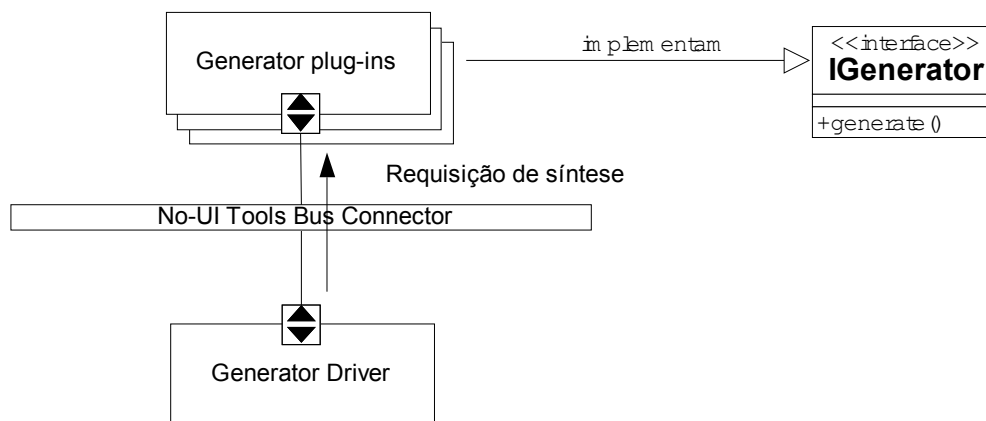 Generator plug-ins
implementam
<<interface>>
IGenerator
+generate()
Requisição de síntese
No-UI Tools Bus Connector
Generator Driver